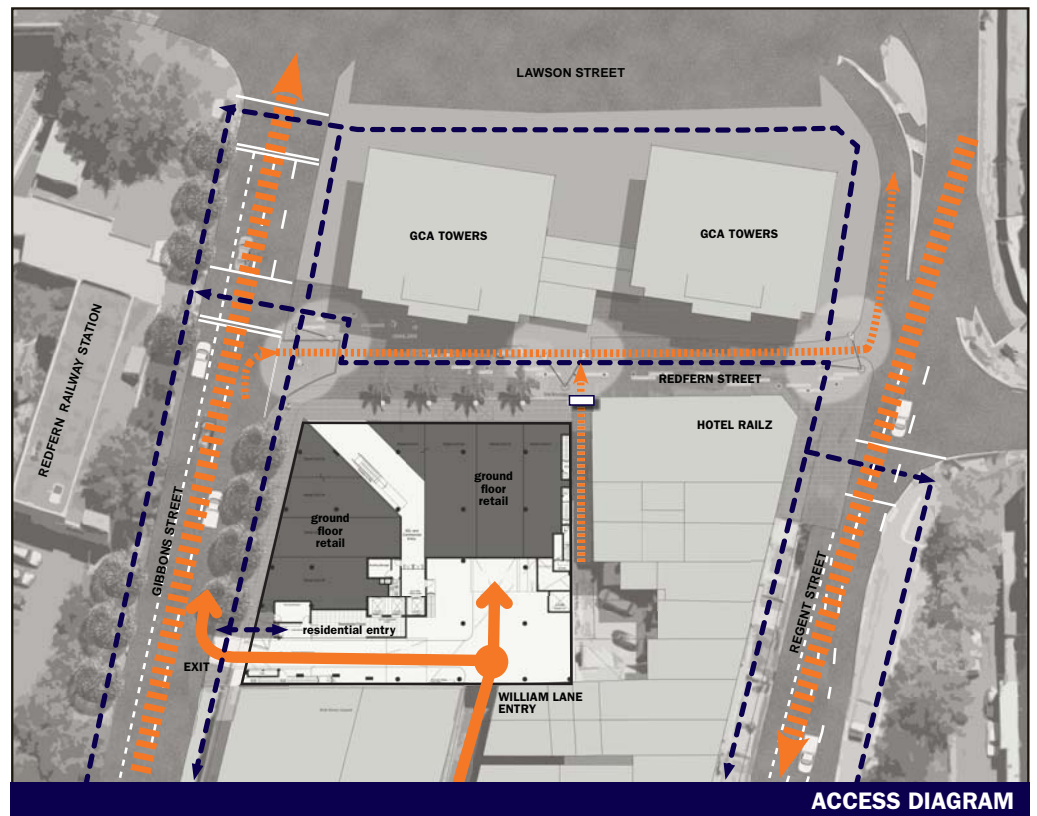 LAWSON STREET
GCA TOWERS
GCA TOWERS
REDFERN RAILWAY STATION
REDFERN STREET
HOTEL RAILZ
ground
floor
retail
ground
floor
retail
GIBBONS STREET
REGENT STREET
residential entry
EXIT
WILLIAM LANE
ENTRY
ACCESS DIAGRAM